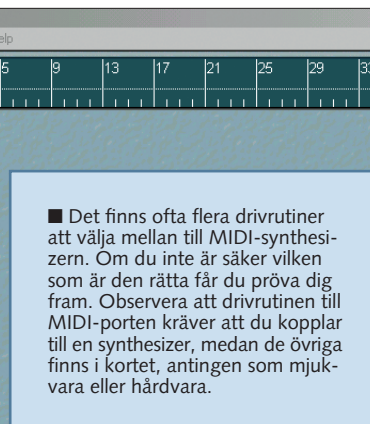 elp
5 9 13 17 21 25 29 33
■ Det finns ofta flera drivrutiner
att välja mellan till MIDI-synthesi-
zern. Om du inte är säker vilken
som är den rätta får du pröva dig
fram. Observera att drivrutinen till
MIDI-porten kräver att du kopplar
till en synthesizer, medan de övriga
finns i kortet, antingen som mjuk-
vara eller hårdvara.